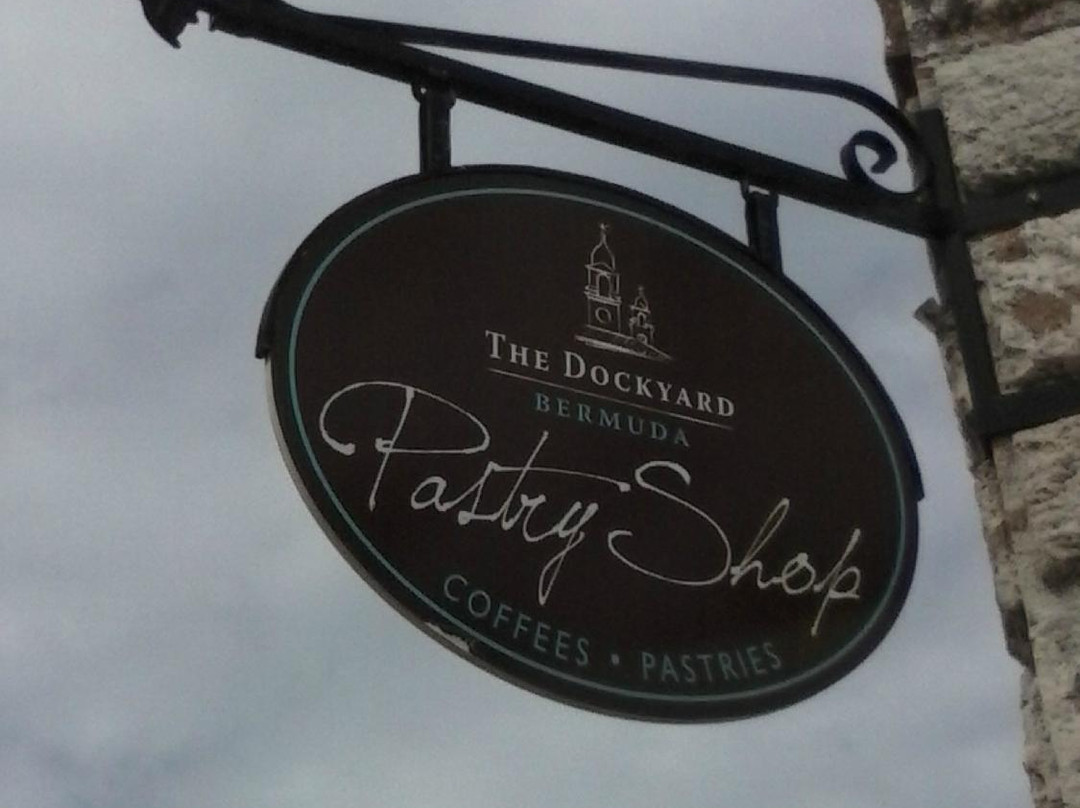 THE DOCKYARD
BERMUDA
Pastry Shop
COFFEES • PASTRIES